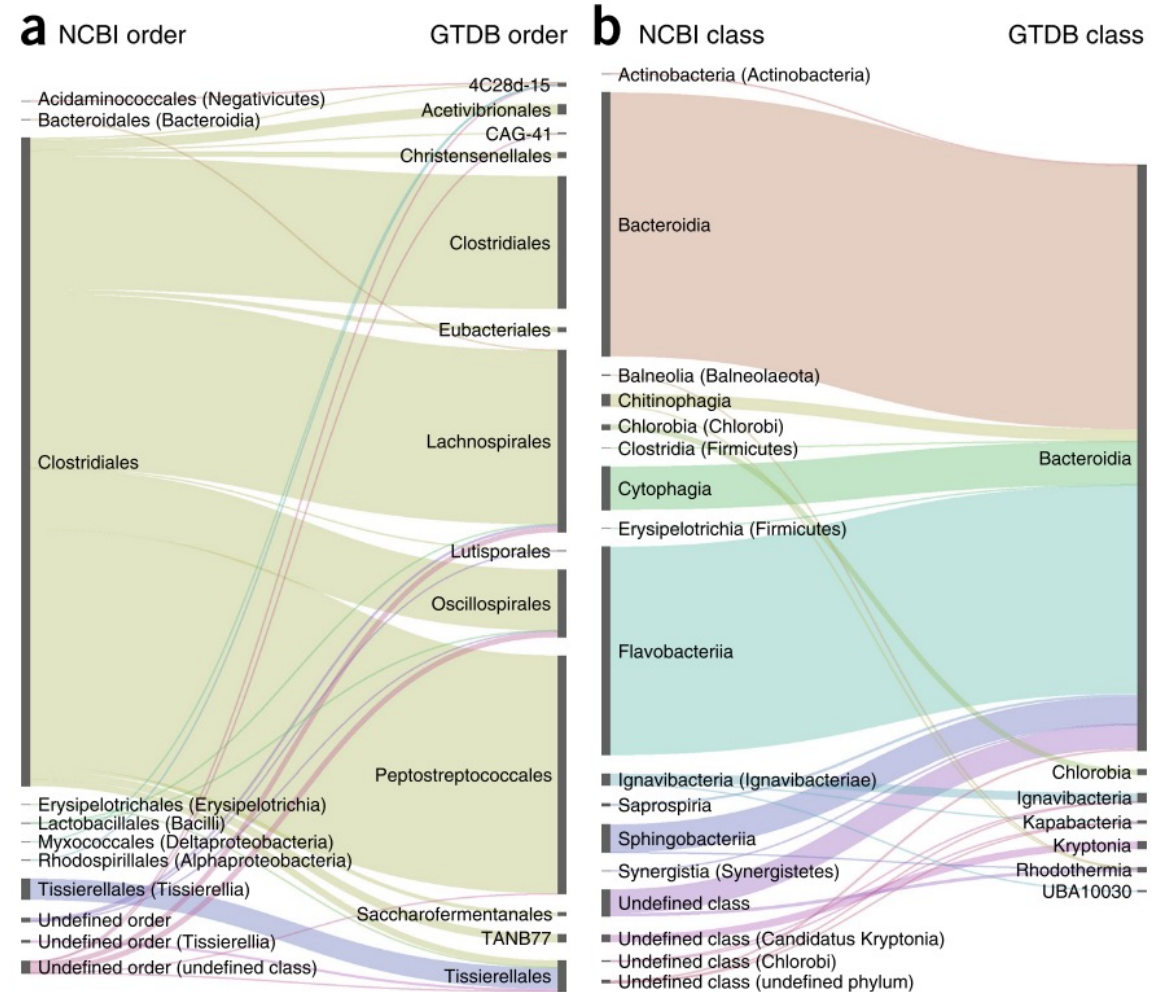 a NCBI order GTDB order
Acidaminococcales (Negativicutes)
Bacteroidales (Bacteroidia)
Clostridiales
Erysipelotrichales (Erysipelotrichia)
Lactobacillales (Bacilli)
Myxococcales (Deltaproteobacteria)
Rhodospirillales (Alphaproteobacteria)
Tissierellales (Tissierellia)
Undefined order
Undefined order (Tissierellia)
Undefined order (undefined class)
4C28d-15
Acetivibrionales
CAG-41
Christensenellales
Clostridiales
Eubacteriales
Lachnospirales
Lutisporales
Oscillospirales
Peptostreptococcales
Saccharofermentanales
TANB77
Tissierellales
b NCBI class GTDB class
Actinobacteria (Actinobacteria)
Bacteroidia
Balneolia (Balneolaeota)
Chitinophagia
Chlorobia (Chlorobi)
Clostridia (Firmicutes)
Cytophagia
Erysipelotrichia (Firmicutes)
Flavobacteriia
Ignavibacteria (Ignavibacteriae)
Saprospiria
Sphingobacteriia
Synergistia (Synergistetes)
Undefined class
Undefined class (Candidatus Kryptonia)
Undefined class (Chlorobi)
Undefined class (undefined phylum)
Bacteroidia
Chlorobia
Ignavibacteria
Kapabacteria
Kryptonia
Rhodothermia
UBA10030